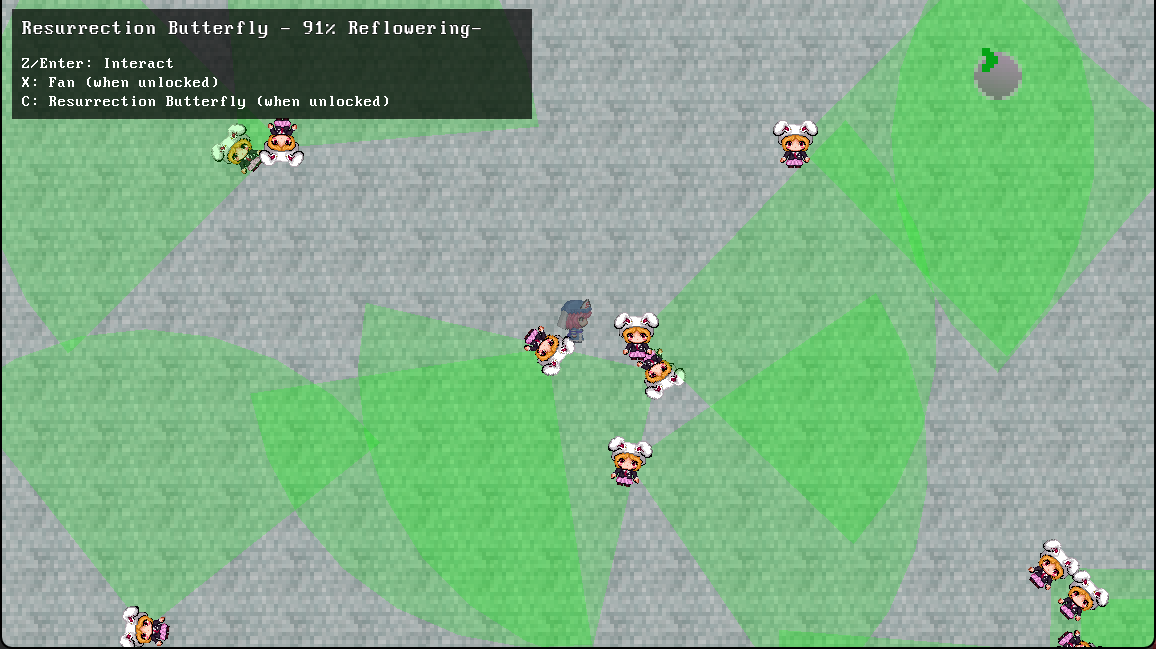 Resurrection Butterfly - 91% Reflowering-
Z/Enter: Interact
X: Fan (when unlocked)
C: Resurrection Butterfly (when unlocked)